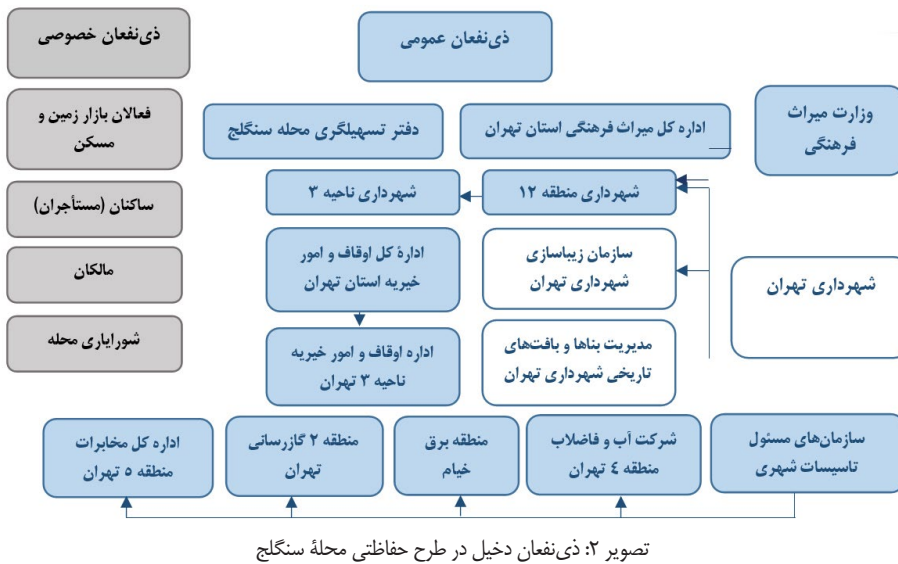 ذی‌نفعان عمومی
ذی‌نفعان خصوصی
وزارت میراث
فرهنگی
اداره کل میراث فرهنگی استان تهران
دفتر تسهیلگری محله سنگلج
فعالان بازار زمین و
مسکن
شهرداری منطقه ۱۲
شهرداری ناحیه ۳
ساکنان (مستأجران)
شهرداری تهران
سازمان زیباسازی
شهرداری تهران
ادارهٔ کل اوقاف و امور
خیریه استان تهران
مالکان
مدیریت بناها و بافت‌های
تاریخی شهرداری تهران
اداره اوقاف و امور خیریه
ناحیه ۳ تهران
شورایاری محله
سازمان‌های مسئول
تاسیسات شهری
شرکت آب و فاضلاب
منطقه ٤ تهران
منطقه برق
خیام
منطقه ۲ گازرسانی
تهران
اداره کل مخابرات
منطقه ٥ تهران
تصویر ۲: ذی‌نفعان دخیل در طرح حفاظتی محلهٔ سنگلج